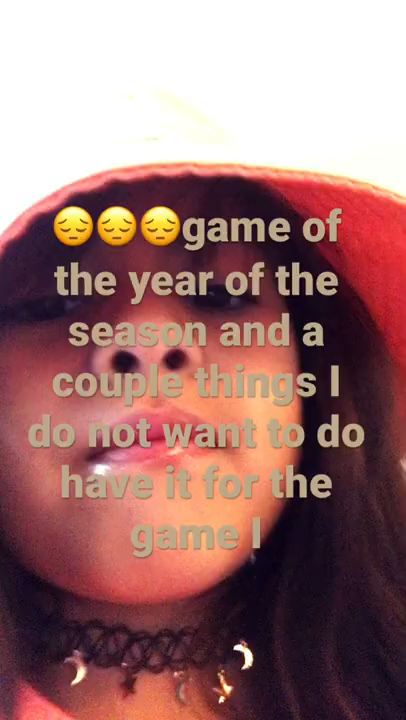 😔😔😔game of
the year of the
season and a
couple things I
do not want to do
have it for the
game I